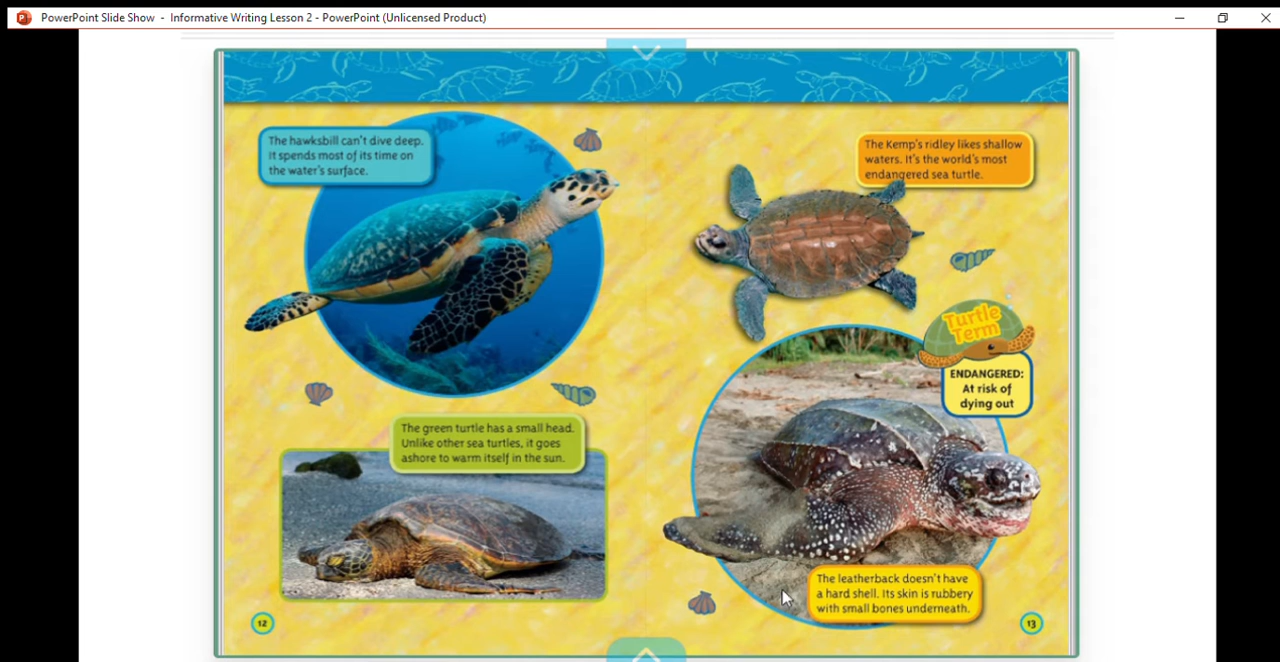 PowerPoint Slide Show - Informative Writing Lesson 2 - PowerPoint (Unlicensed Product)
The hawksbill can't dive deep.
It spends most of its time on
the water's surface.
The green turtle has a small head.
Unlike other sea turtles, it goes
ashore to warm itself in the sun.
12
The Kemp's ridley likes shallow
waters. It's the world's most
endangered sea turtle.
Turtle
Term
ENDANGERED:
At risk of
dying out
The leatherback doesn't have
a hard shell. Its skin is rubbery
with small bones underneath.
13